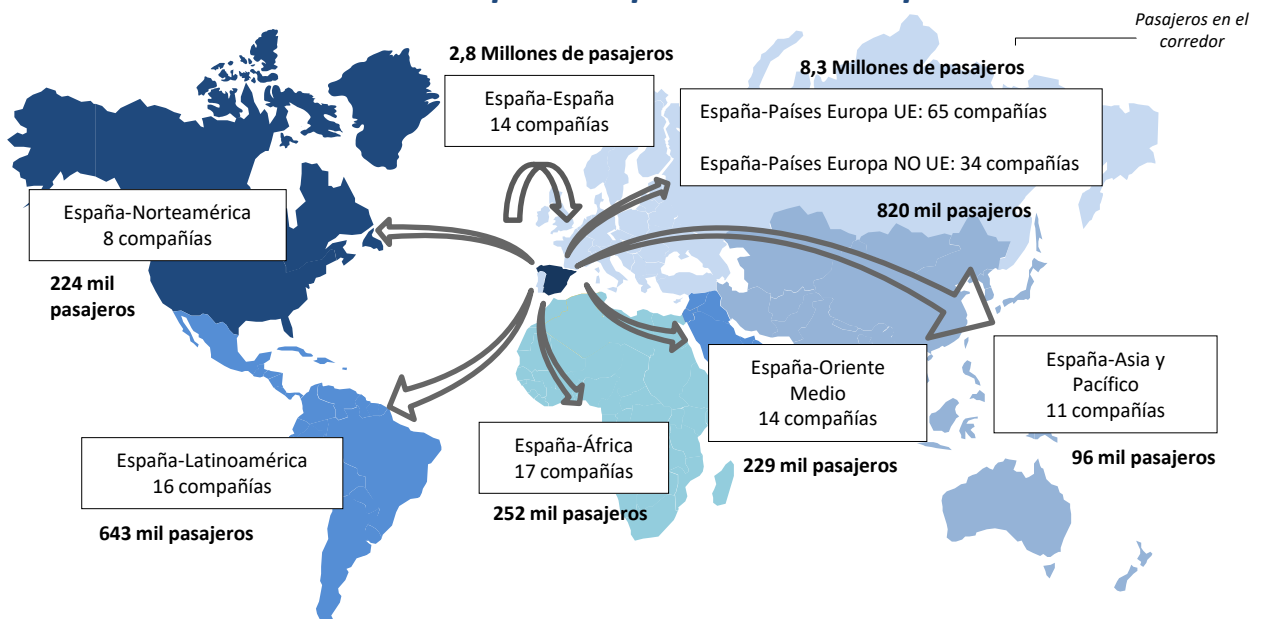 Pasajeros en el
corredor
2,8 Millones de pasajeros
España-España
14 compañías
8,3 Millones de pasajeros
España-Países Europa UE: 65 compañías
España-Países Europa NO UE: 34 compañías
820 mil pasajeros
España-Norteamérica
8 compañías
224 mil
pasajeros
España-Oriente
Medio
14 compañías
229 mil pasajeros
España-Asia y
Pacífico
11 compañías
96 mil pasajeros
España-África
17 compañías
252 mil pasajeros
España-Latinoamérica
16 compañías
643 mil pasajeros